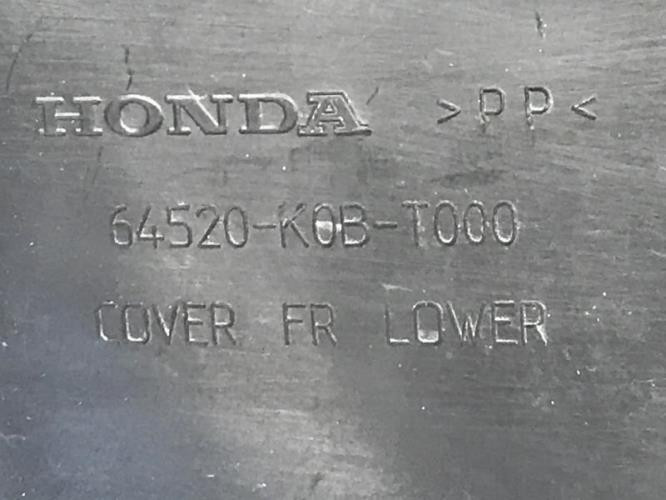 HONDA >PP<
64520-K0B-T000
COVER FR LOWER